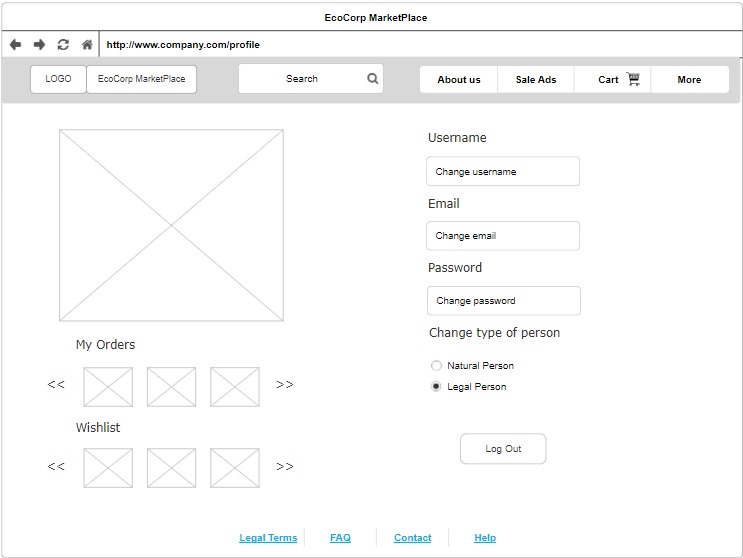 EcoCorp MarketPlace
http://www.company.com/profile
LOGO
EcoCorp MarketPlace
Search
About us
Sale Ads
Cart
More
Username
Change username
Email
Change email
Password
Change password
Change type of person
Natural Person
Legal Person
Log Out
My Orders
<< >>
Wishlist
<< >>
Legal Terms
FAQ
Contact
Help